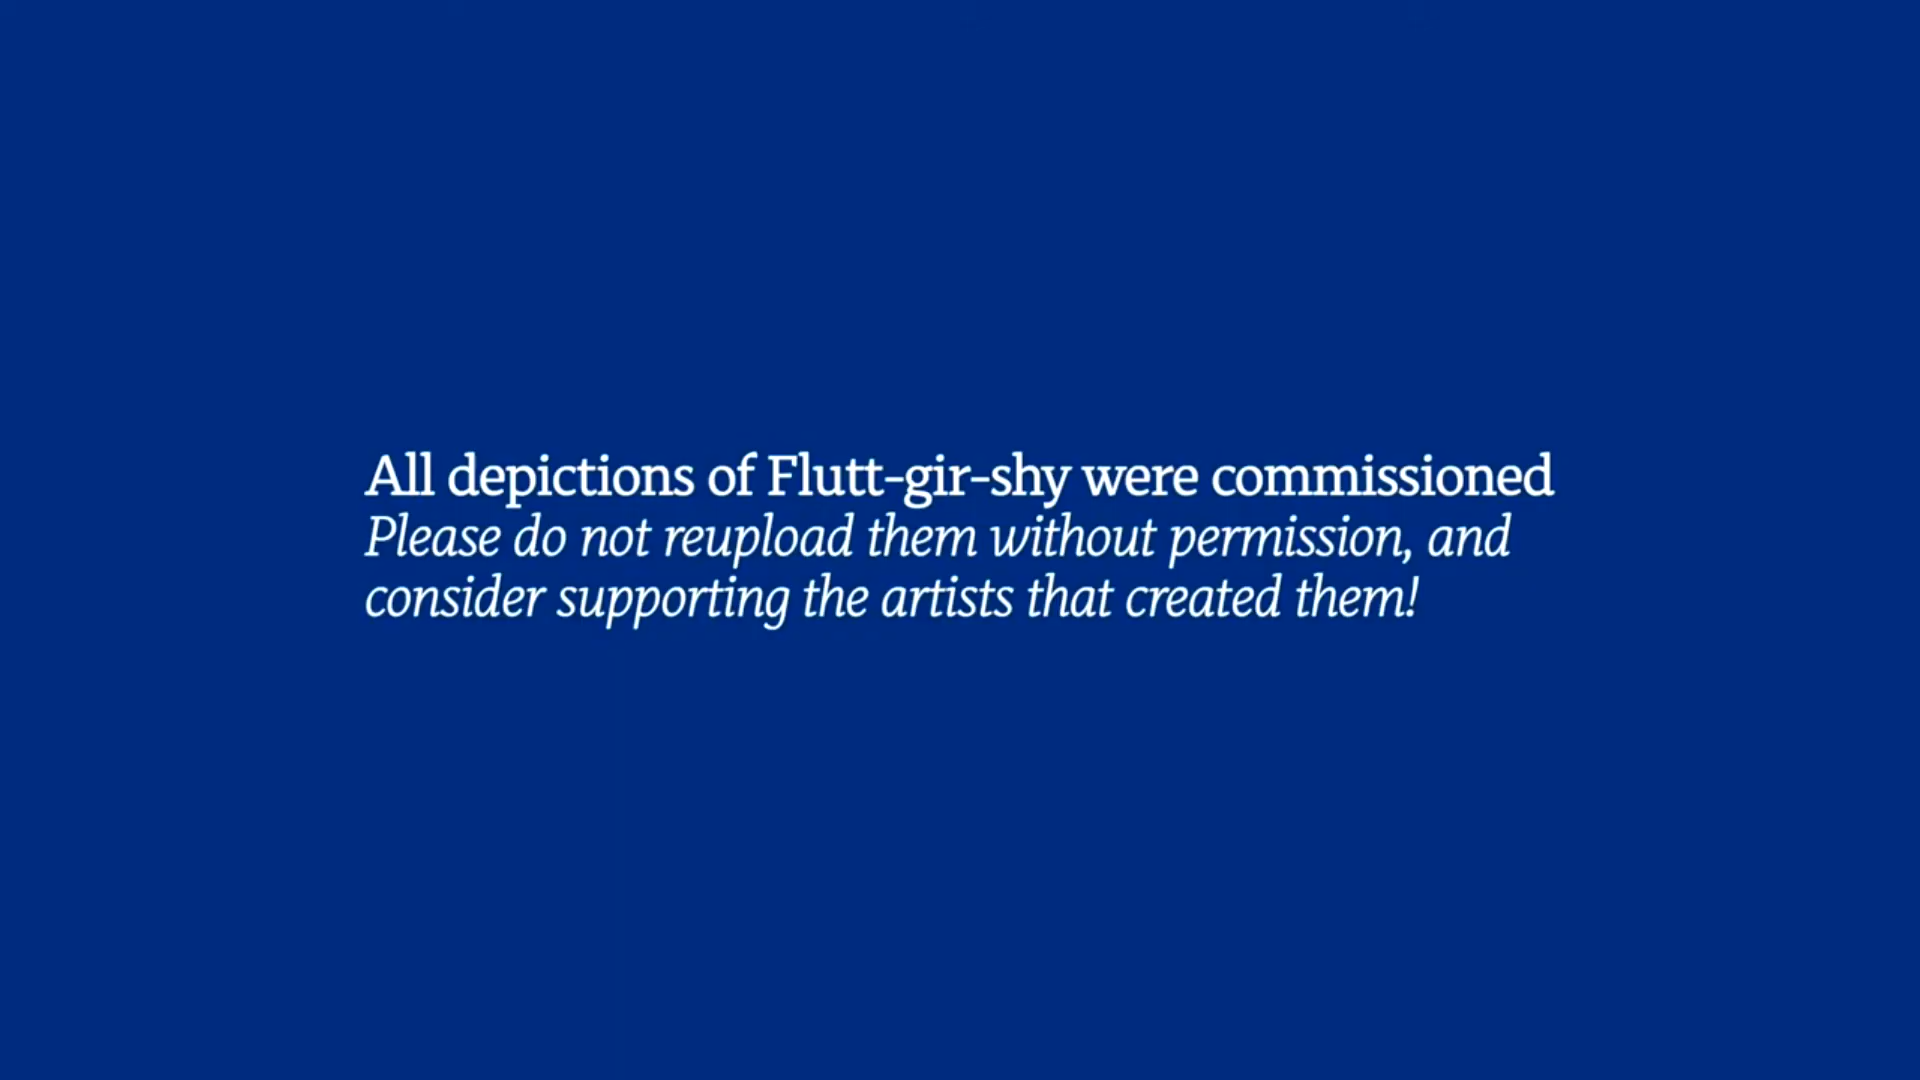 All depictions of Flutt-gir-shy were commissioned
Please do not reupload them without permission, and
consider supporting the artists that created them!